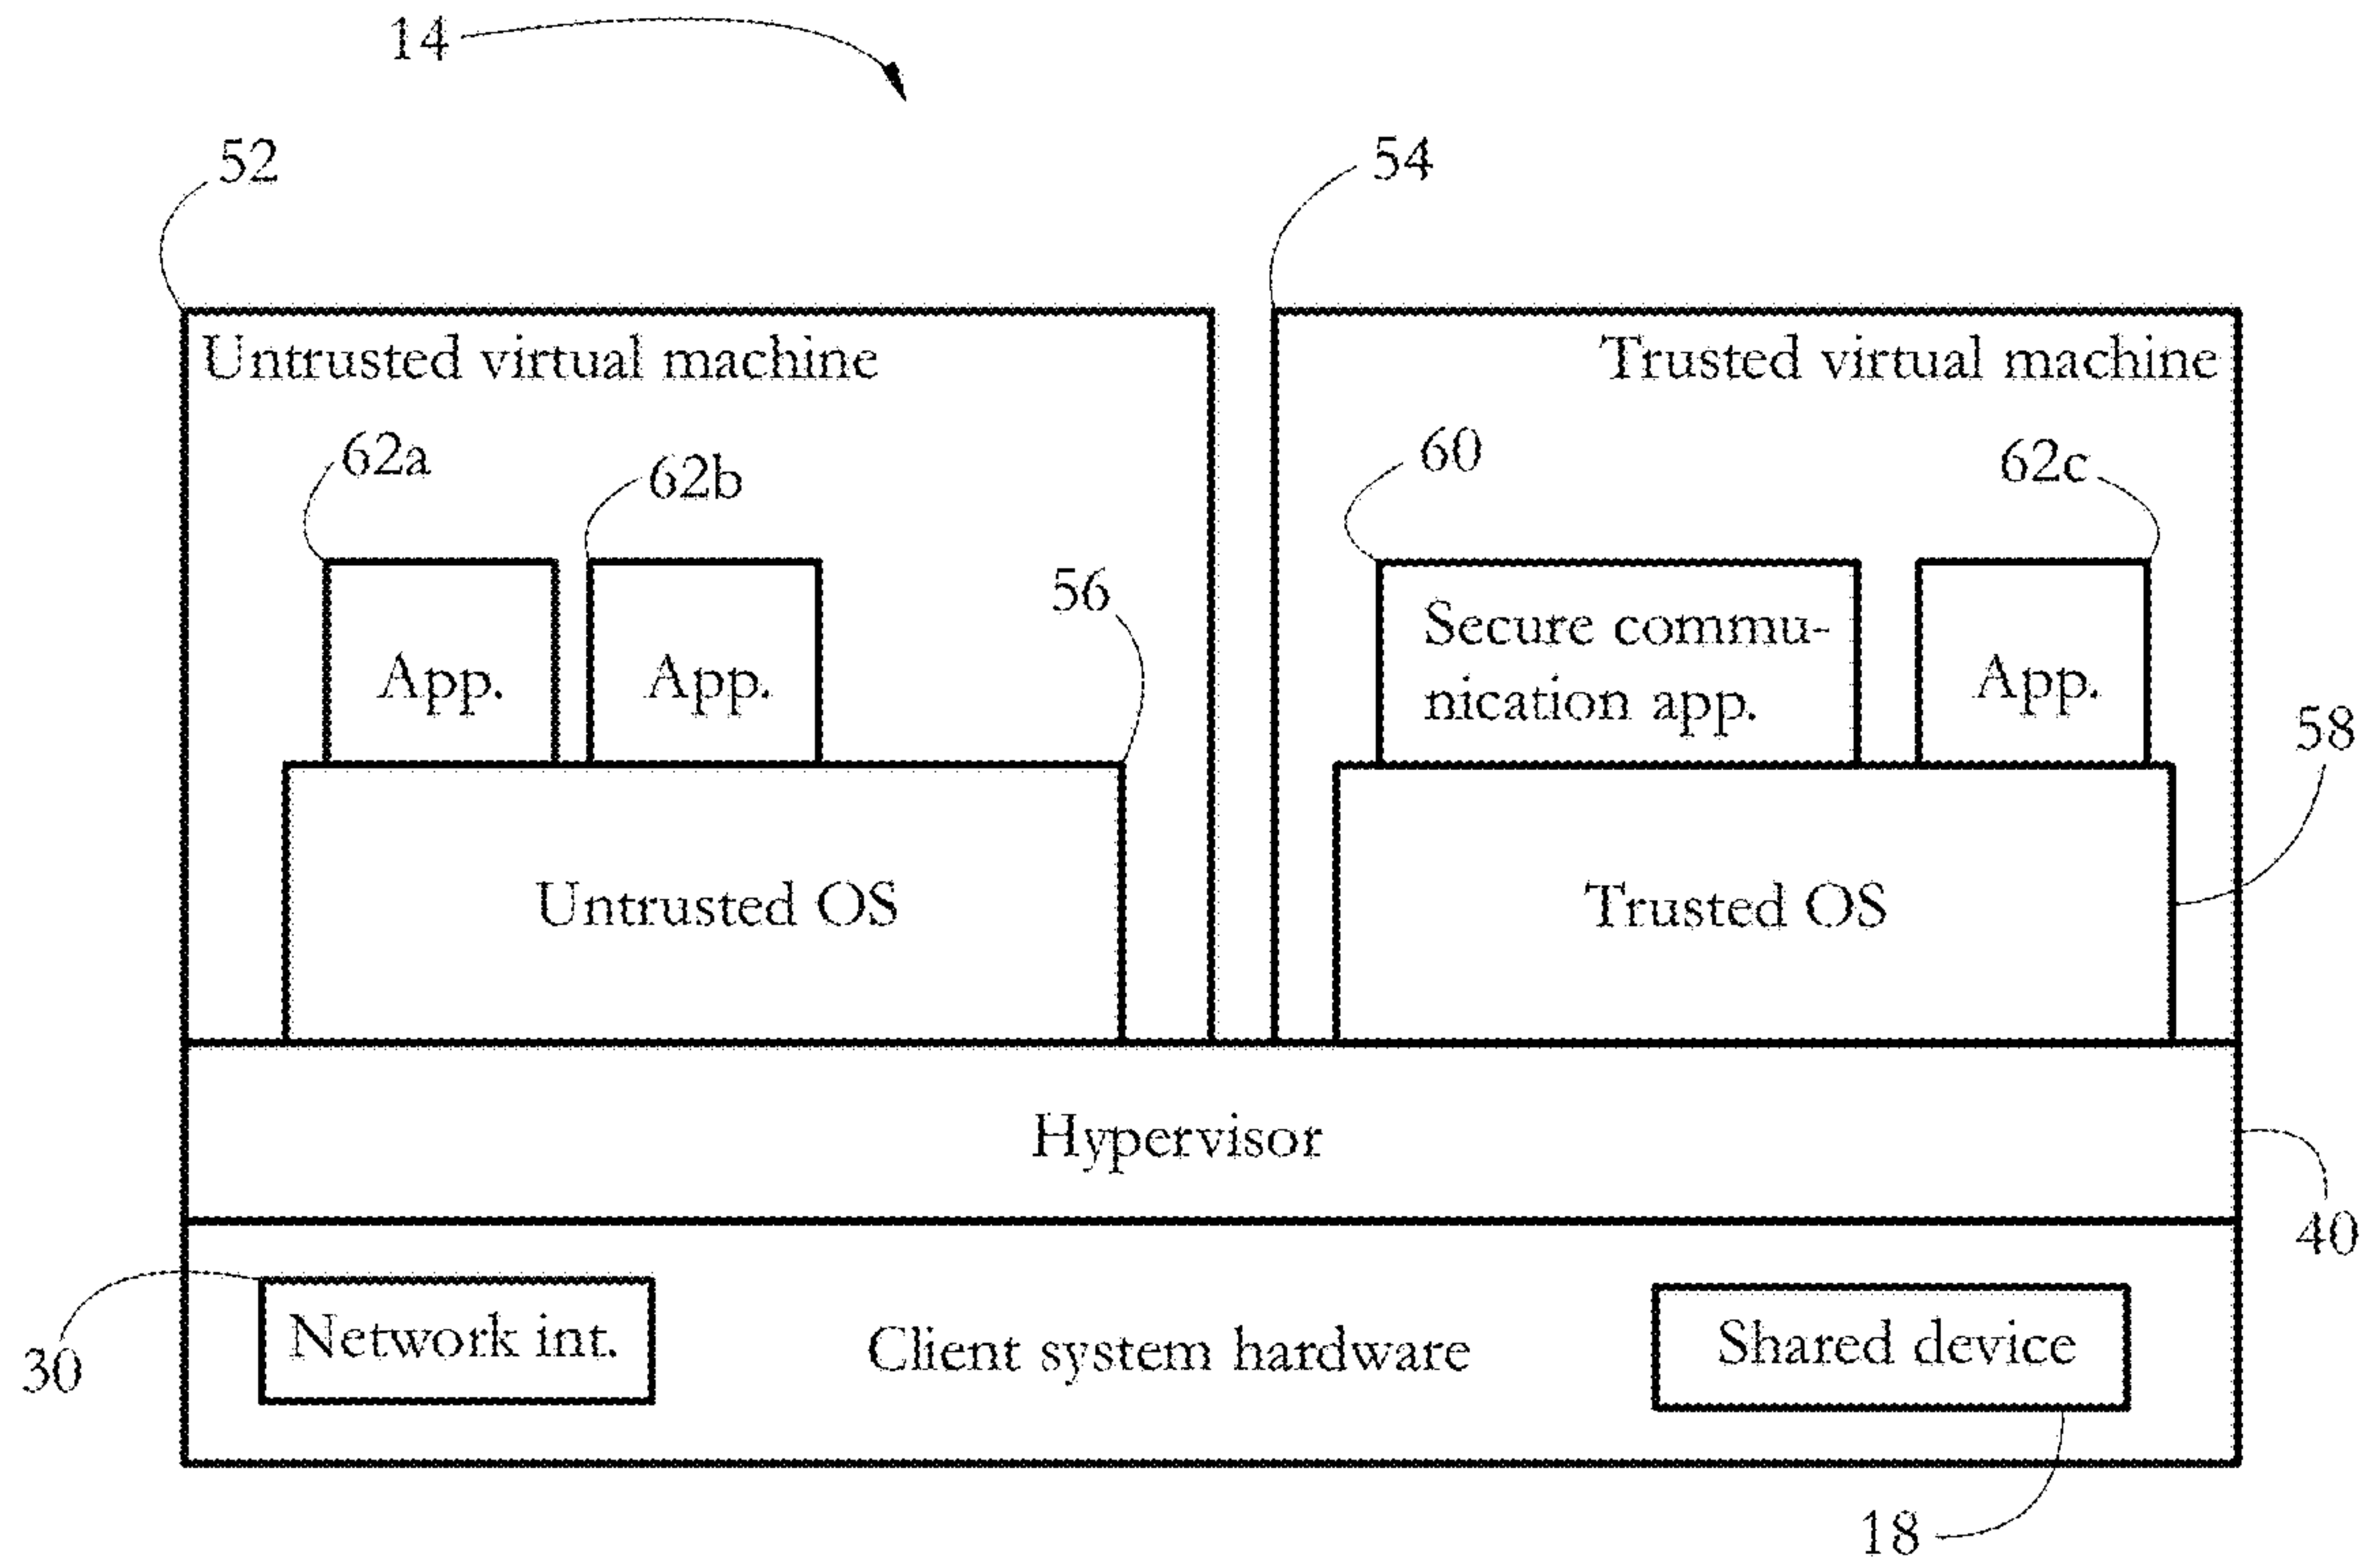 14
52
54
Untrusted virtual machine
Trusted virtual machine
62a
62b
60
62c
56
App.
App.
Secure commu-
nication app.
App.
58
Untrusted OS
Trusted OS
Hypervisor
40
30
Network int.
Client system hardware
Shared device
18